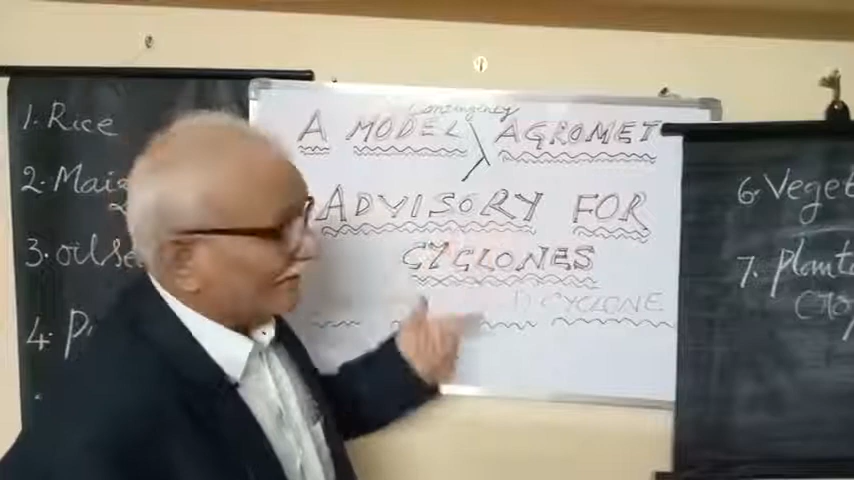 1. Rice
2. Maiz
3. oilse
4. P
Contingency
A MODEL AGROMET
ADVISORY FOR
CYCLONES
CYCLONE
6. Veget
7. plant
crop